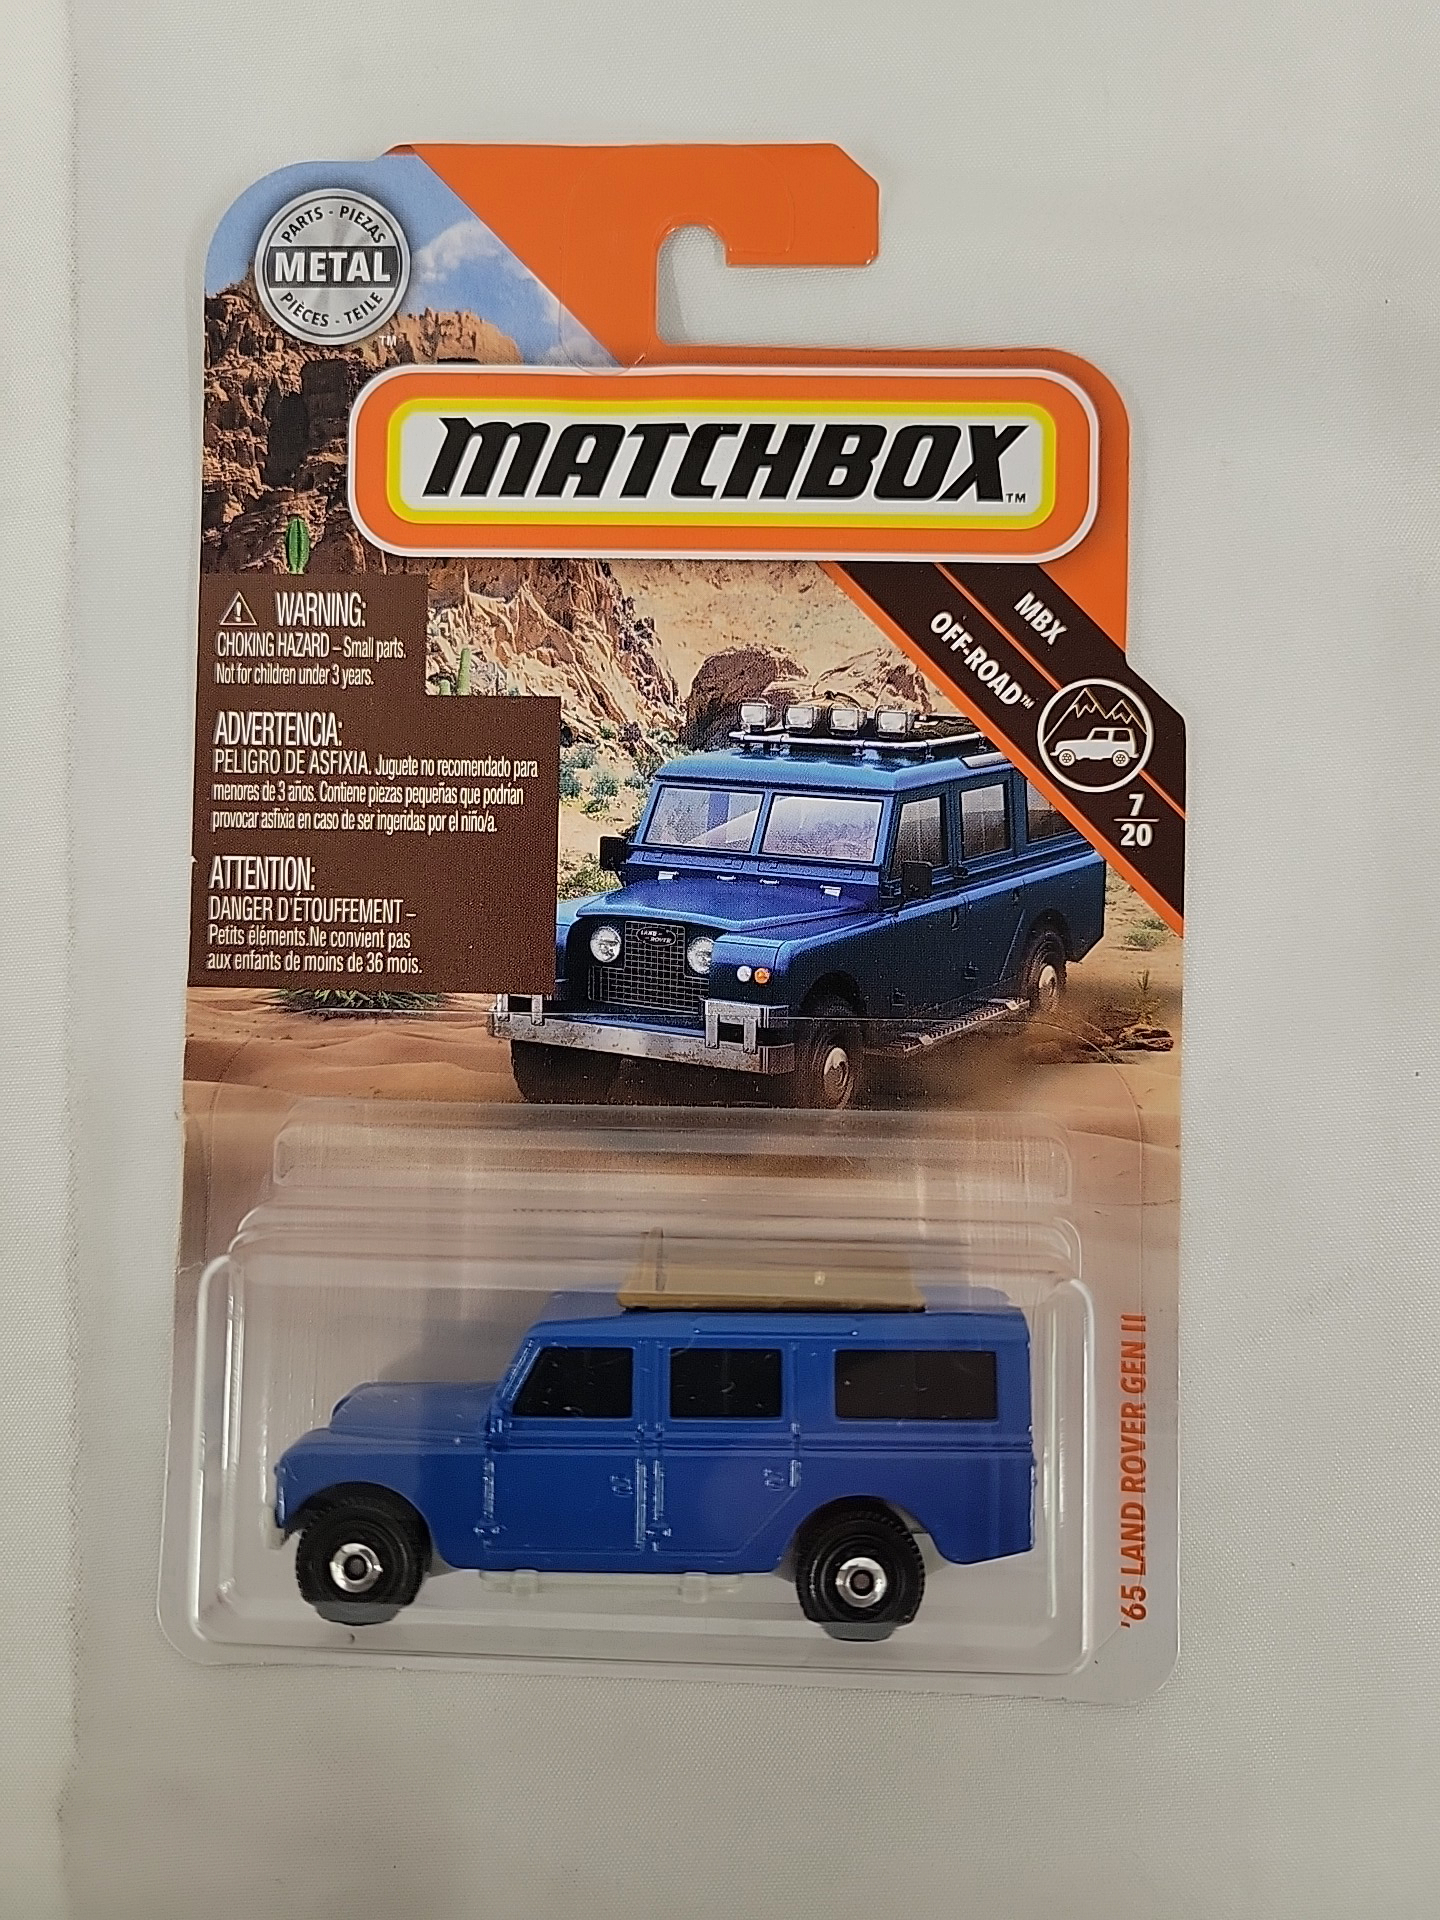 PARTS - PIEZAS
METAL
PIÈCES - TEILE
TM
MATCHBOX TM
MBX
OFF-ROAD™
7
20
WARNING:
CHOKING HAZARD – Small parts.
Not for children under 3 years.
ADVERTENCIA:
PELIGRO DE ASFIXIA. Juguete no recomendado para
menores de 3 años. Contiene piezas pequeñas que podrían
provocar asfixia en caso de ser ingeridas por el niño/a.
ATTENTION:
DANGER D'ÉTOUFFEMENT –
Petits éléments.Ne convient pas
aux enfants de moins de 36 mois.
LAND-
ROVER
'65 LAND ROVER GEN II